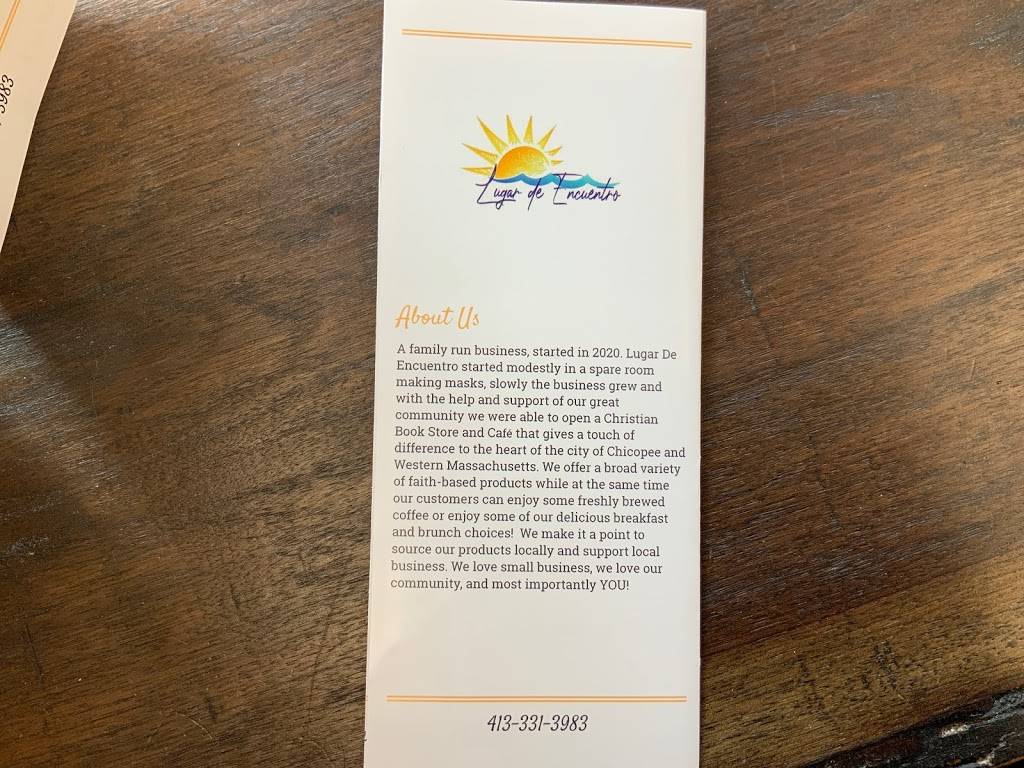 Lugar de Encuentro
About Us
A family run business, started in 2020. Lugar De
Encuentro started modestly in a spare room
making masks, slowly the business grew and
with the help and support of our great
community we were able to open a Christian
Book Store and Café that gives a touch of
difference to the heart of the city of Chicopee and
Western Massachusetts. We offer a broad variety
of faith-based products while at the same time
our customers can enjoy some freshly brewed
coffee or enjoy some of our delicious breakfast
and brunch choices!  We make it a point to
source our products locally and support local
business. We love small business, we love our
community, and most importantly YOU!
413-331-3983